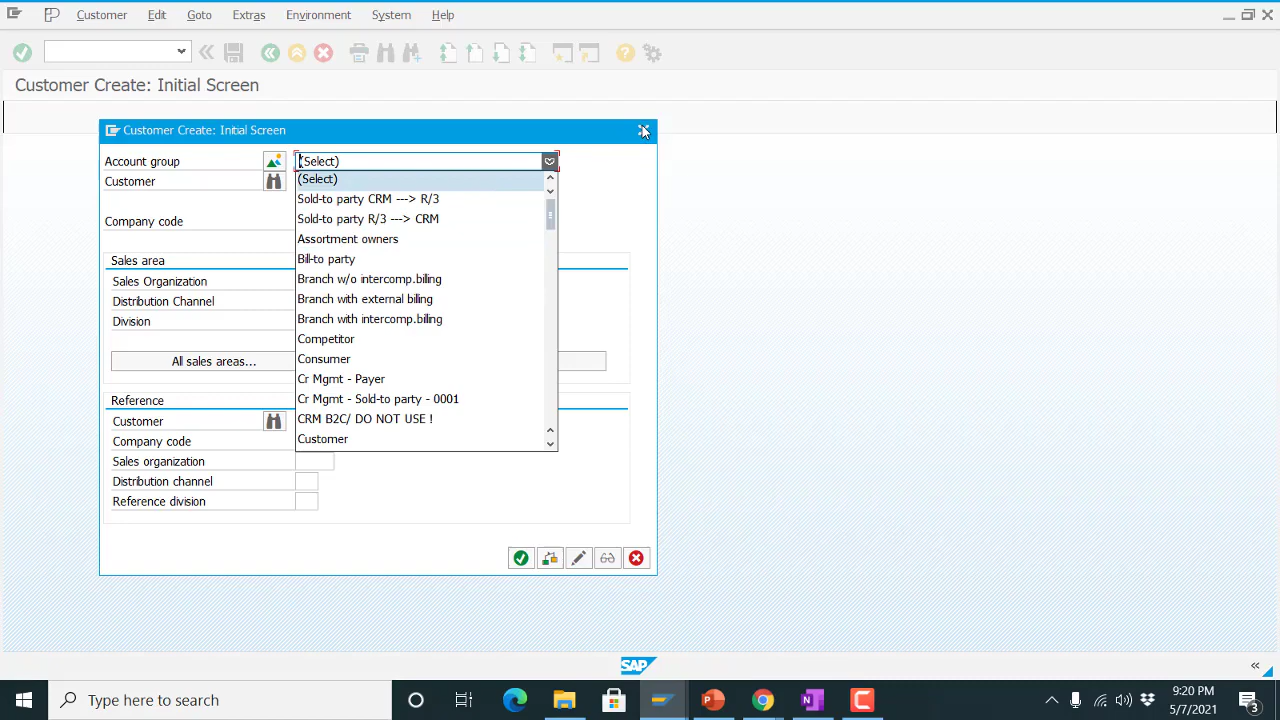 Customer Edit Goto Extras Environment System Help
Customer Create: Initial Screen
Customer Create: Initial Screen
Account group (Select)
Customer
Company code
Sales area
Sales Organization
Distribution Channel
Division
All sales areas...
Reference
Customer
Company code
Sales organization
Distribution channel
Reference division
(Select)
Sold-to party CRM ---> R/3
Sold-to party R/3 ---> CRM
Assortment owners
Bill-to party
Branch w/o intercomp.biling
Branch with external biling
Branch with intercomp.biling
Competitor
Consumer
Cr Mgmt - Payer
Cr Mgmt - Sold-to party - 0001
CRM B2C/ DO NOT USE !
Customer
SAP
Type here to search
9:20 PM
5/7/2021
3